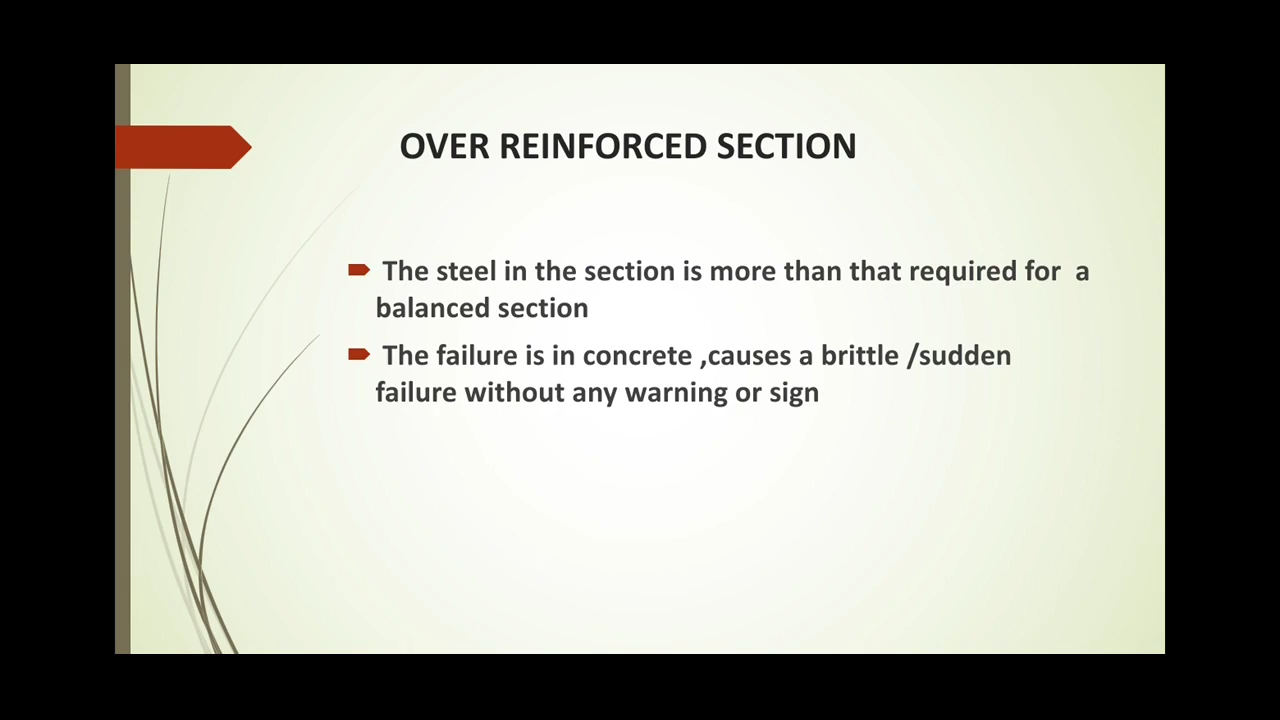 OVER REINFORCED SECTION
The steel in the section is more than that required for  a
balanced section
The failure is in concrete ,causes a brittle /sudden
failure without any warning or sign